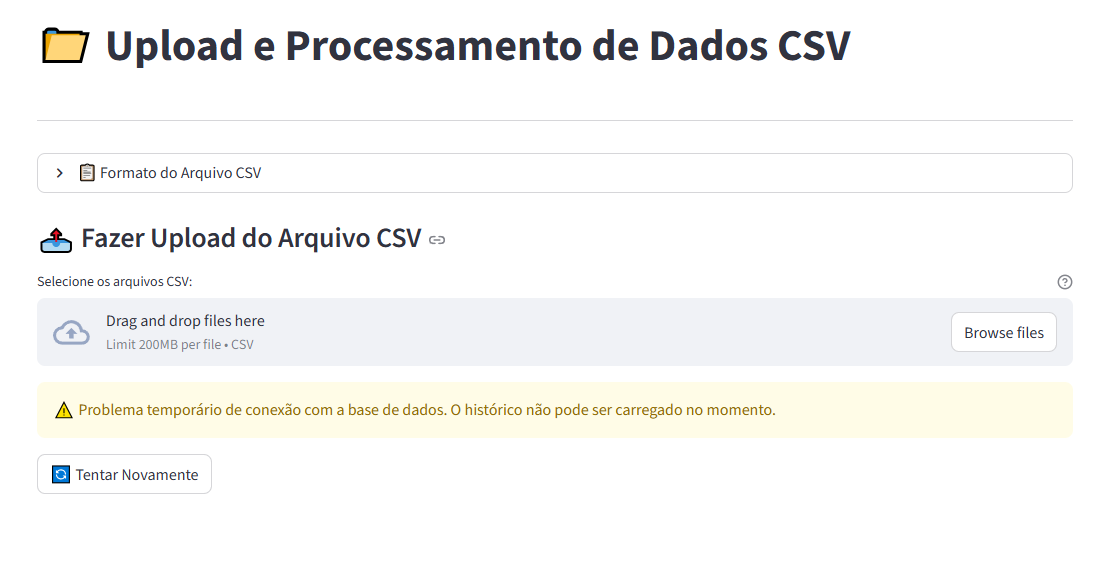 Upload e Processamento de Dados CSV
Formato do Arquivo CSV
Fazer Upload do Arquivo CSV
Selecione os arquivos CSV:
Drag and drop files here
Limit 200MB per file • CSV
Browse files
Problema temporário de conexão com a base de dados. O histórico não pode ser carregado no momento.
Tentar Novamente